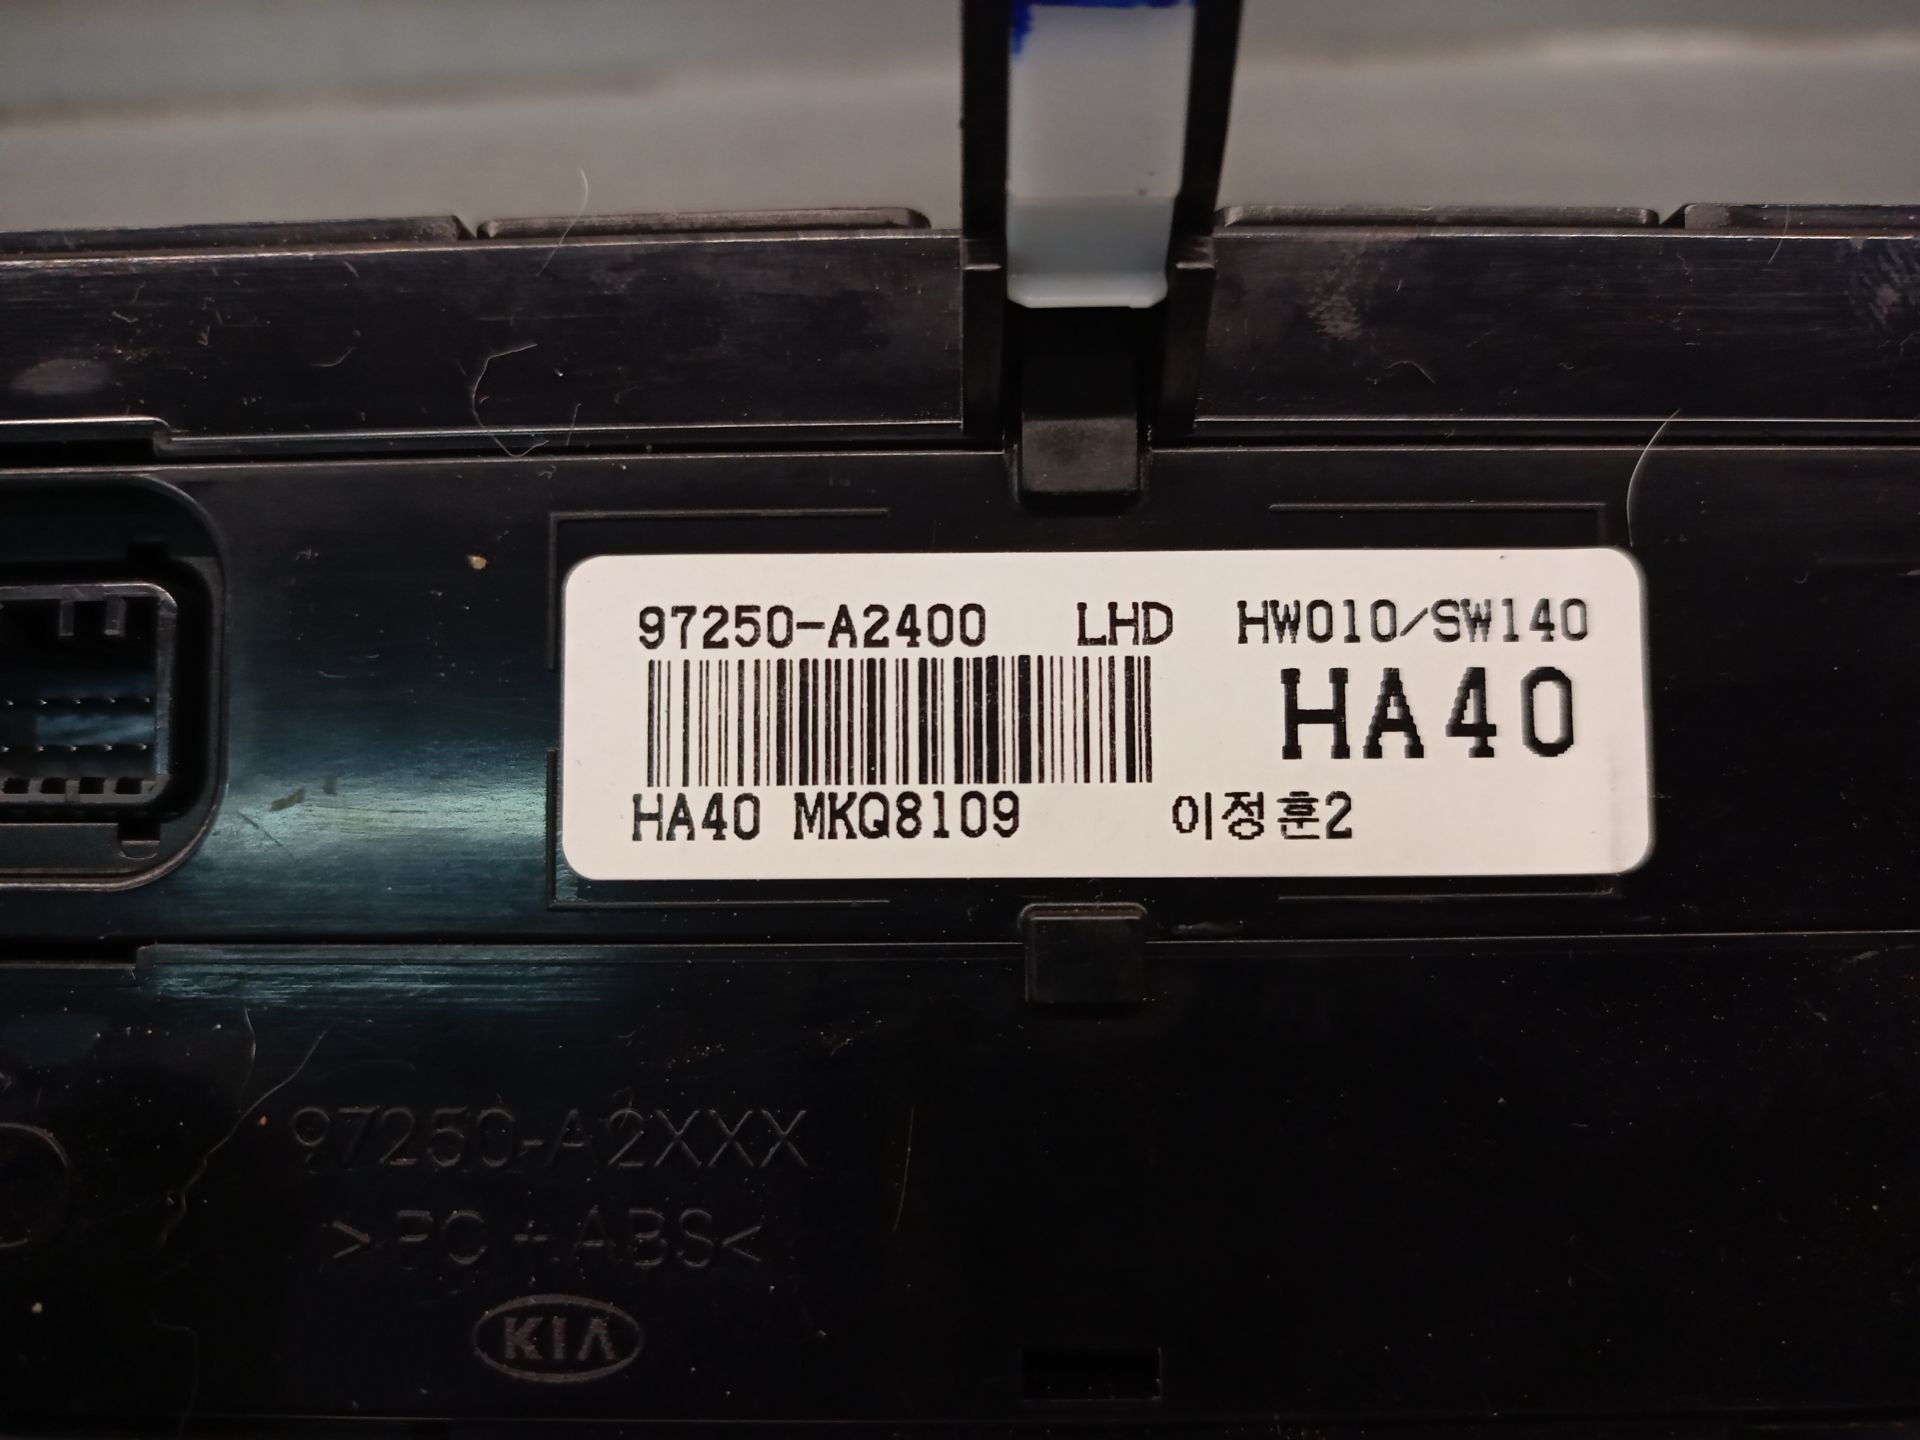 97250-A2400 LHD HW010/SW140
HA40
HA40 MKQ8109 이정훈2
97250-A2XXX
>PC+ABS<
KIA